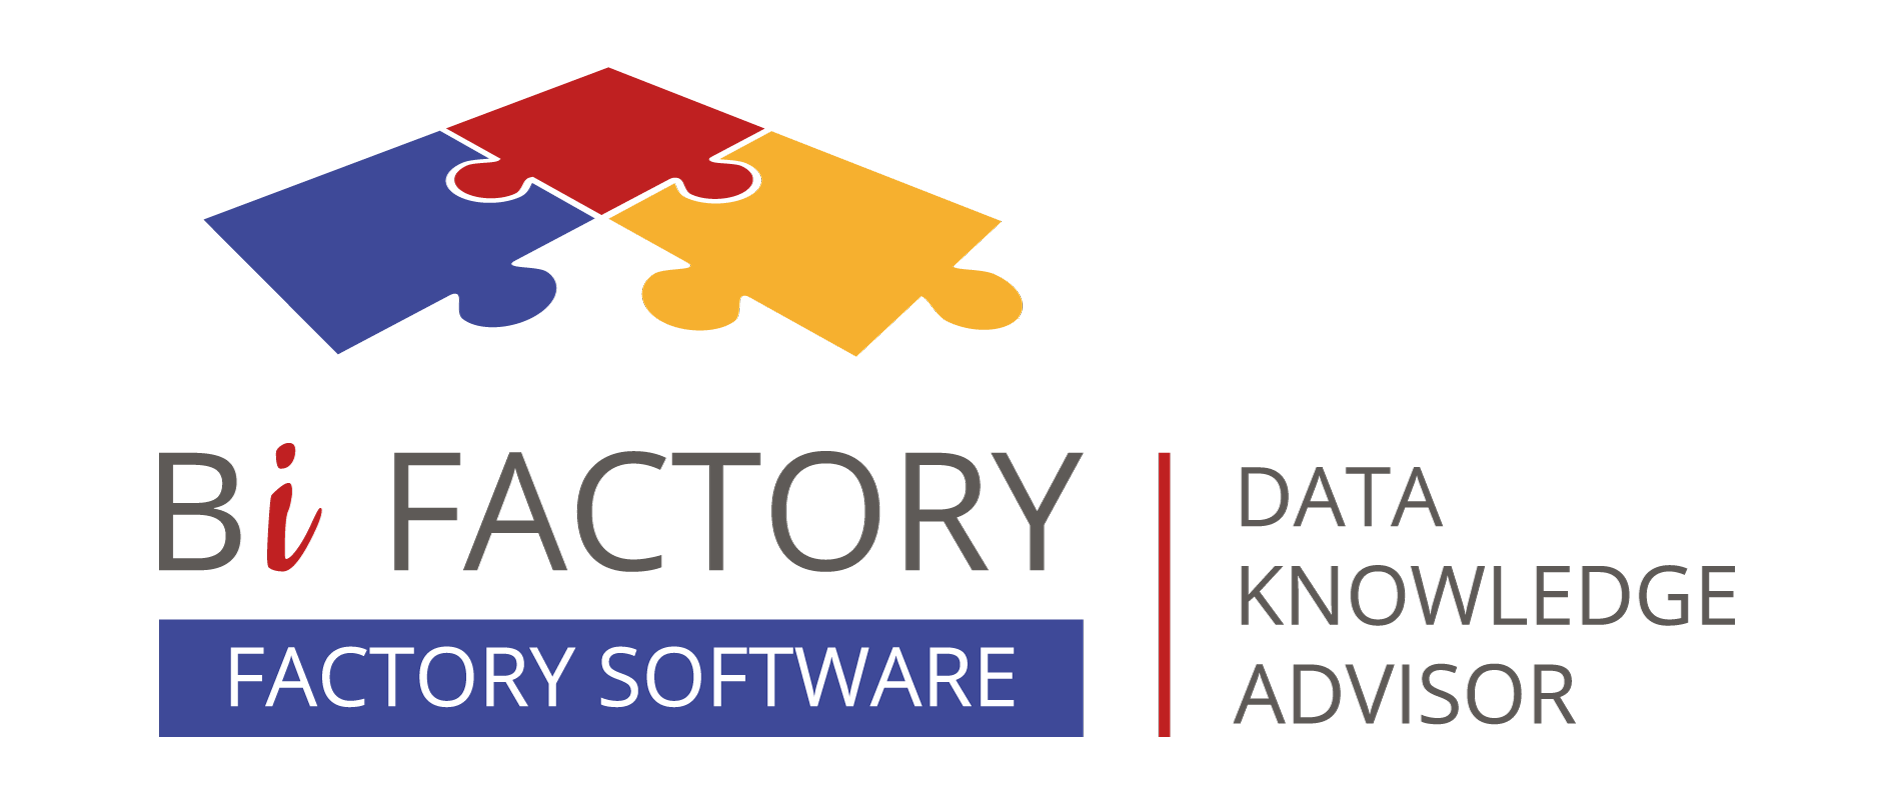 Bi FACTORY
FACTORY SOFTWARE
DATA
KNOWLEDGE
ADVISOR